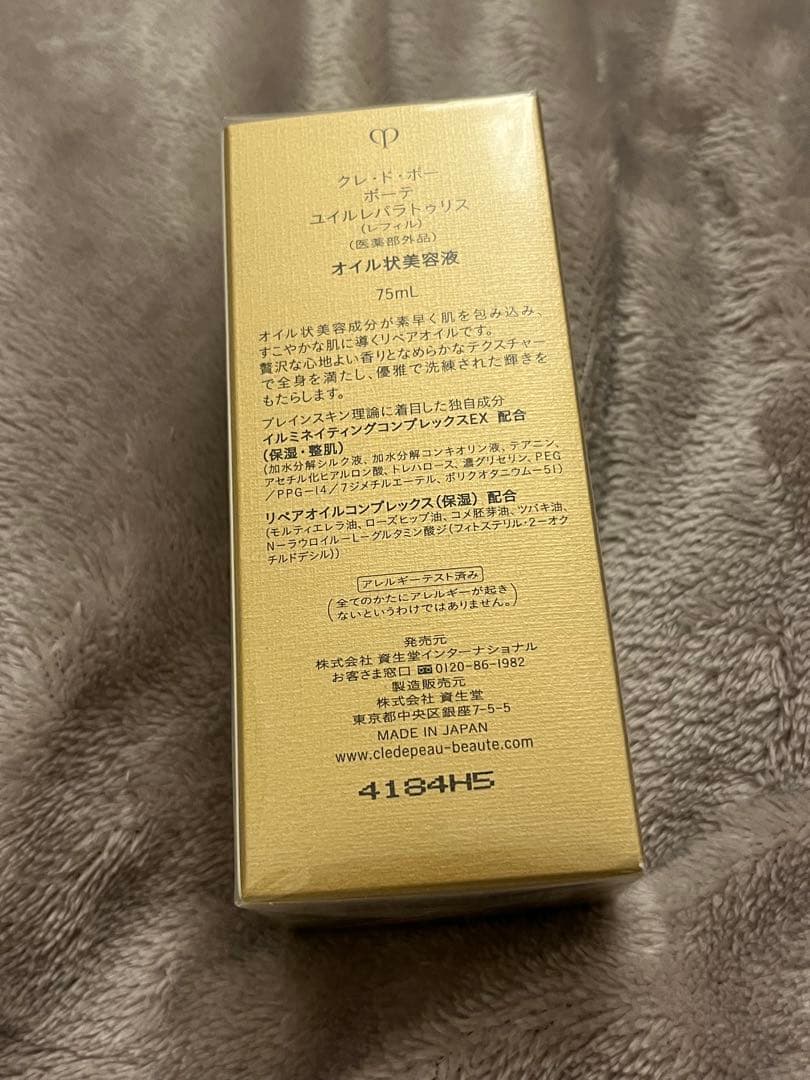 クレ・ド・ポー
ボーテ
ユイルレパラトゥリス
(レフィル)
(医薬部外品)
オイル状美容液
75mL
オイル状美容成分が素早く肌を包み込み、
すこやかな肌に導くリペアオイルです。
贅沢な心地よい香りとなめらかなテクスチャー
で全身を満たし、優雅で洗練された輝きを
もたらします。
ブレインスキン理論に着目した独自成分
イルミネイティングコンプレックスEX 配合
(保湿・整肌)
(加水分解シルク液、加水分解コンキオリン液、テアニン、
アセチル化ヒアルロン酸、トレハロース、濃グリセリン、PEG
/PPG-14/7ジメチルエーテル、ポリクオタニウム-51)
リペアオイルコンプレックス(保湿) 配合
(モルティエレラ油、ローズヒップ油、コメ胚芽油、ツバキ油、
N-ラウロイル-L-グルタミン酸ジ(フィトステリル・2-オク
チルドデシル))
アレルギーテスト済み
(全てのかたにアレルギーが起き
ないというわけではありません。)
発売元
株式会社 資生堂インターナショナル
お客さま窓口 0120-86-1982
製造販売元
株式会社 資生堂
東京都中央区銀座7-5-5
MADE IN JAPAN
www.cledepeau-beaute.com
4184H5